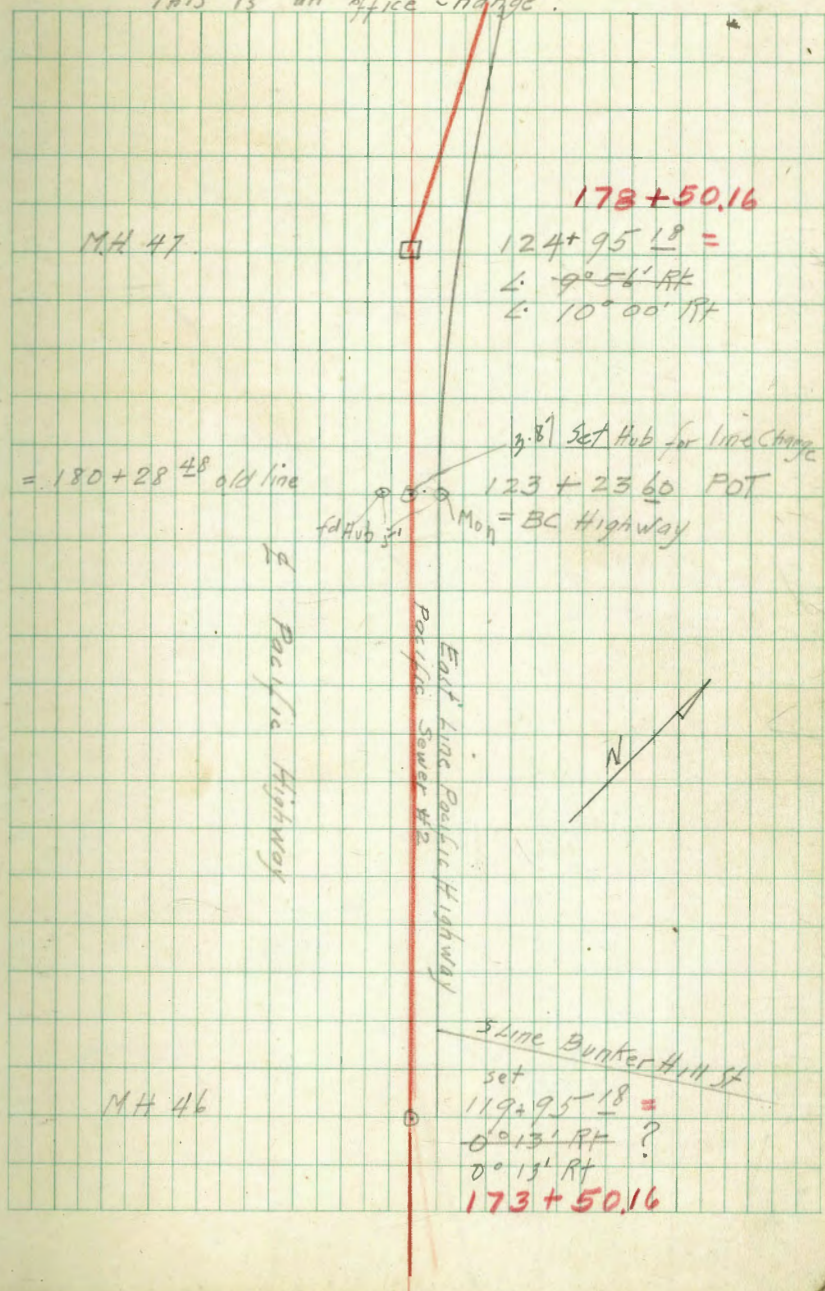 This is an office change.
178+50.16
MH 47
124+95 18 =
∠. 9° 56' Rt
∠. 10° 00' Rt
Set Hub for line Change
= 180+28 48 old line
123 + 23 60 POT
fd Hub
Mon = BC Highway
℄ Pacific Highway
Pacific Sewer #2
East Line Pacific Highway
N
S Line Bunker Hill St
set
MH 46
119+95 18 =
0° 13' Rt ?
0° 13' Rt
173+50.16